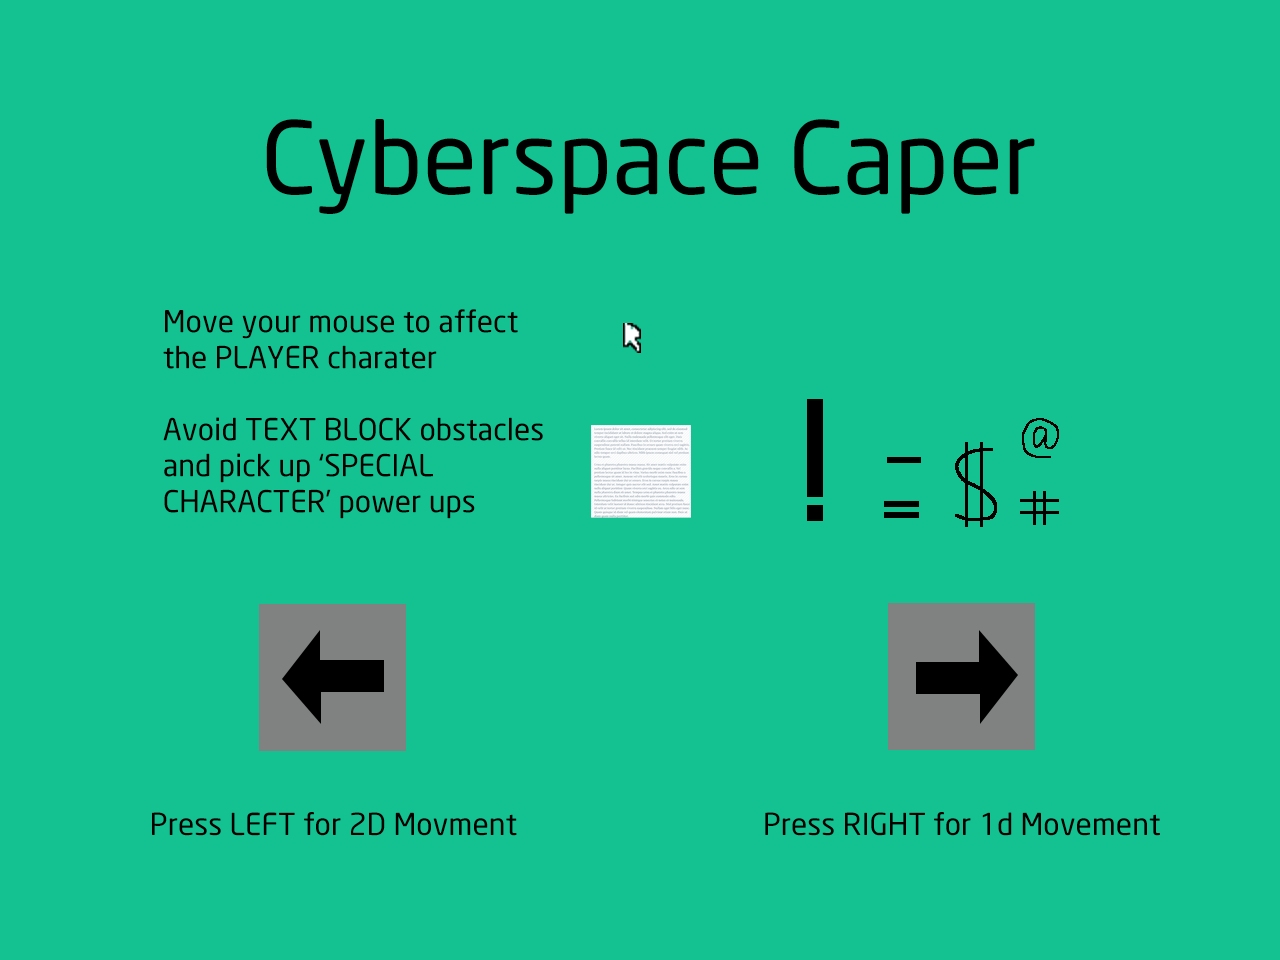 Cyberspace Caper
Move your mouse to affect
the PLAYER charater
Avoid TEXT BLOCK obstacles
and pick up ‘SPECIAL
CHARACTER’ power ups
! - = $ @ #
Press LEFT for 2D Movment
Press RIGHT for 1d Movement